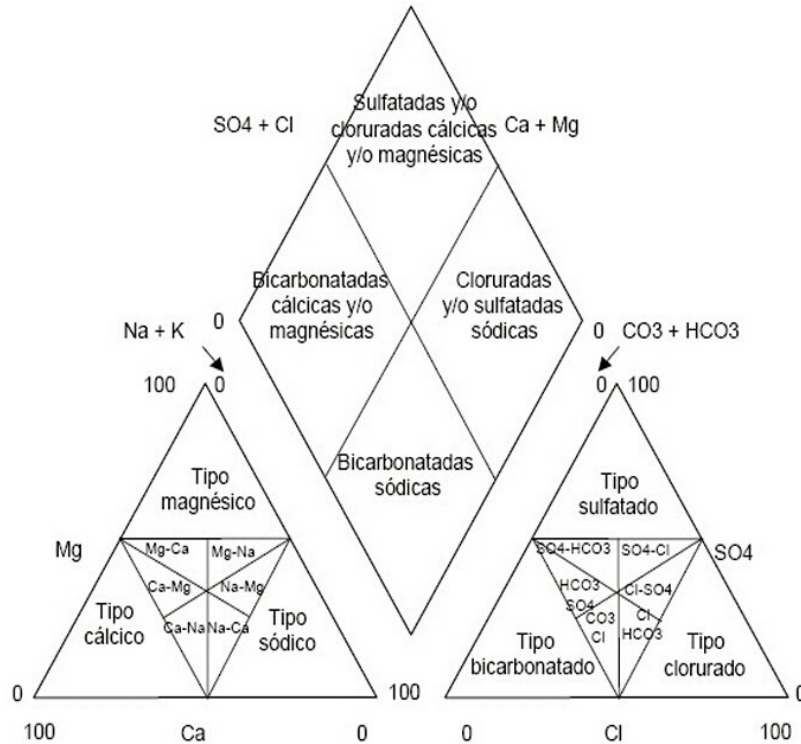 Sulfatadas y/o
cloruradas cálcicas
y/o magnésicas
SO4 + Cl
Ca + Mg
Bicarbonatadas
cálcicas y/o
magnésicas
Cloruradas
y/o sulfatadas
sódicas
0
0
Na + K
CO3 + HCO3
100
0
0
100
Bicarbonatadas
sódicas
Tipo
magnésico
Tipo
sulfatado
Mg
Mg-Ca
Mg-Na
SO4-HCO3
SO4-Cl
SO4
Ca-Mg
Na-Mg
HCO3
SO4
Cl-SO4
Tipo
cálcico
Ca-Na
Na-Ca
Tipo
sódico
CO3
Cl
Cl
HCO3
Tipo
bicarbonatado
Tipo
clorurado
0
100
0
100
Ca
0
0
Cl
100